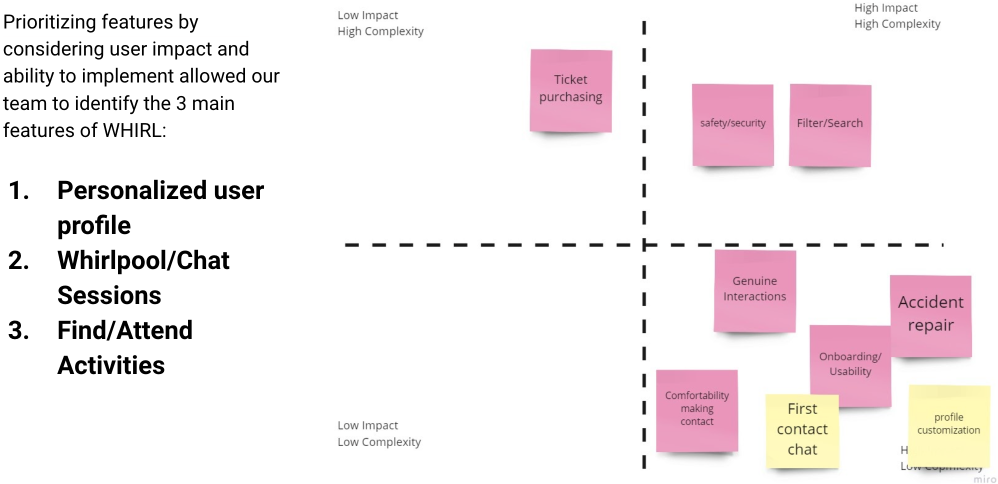 Prioritizing features by
considering user impact and
ability to implement allowed our
team to identify the 3 main
features of WHIRL:
1. Personalized user
profile
2. Whirlpool/Chat
Sessions
3. Find/Attend
Activities
Low Impact
High Complexity
High Impact
High Complexity
Ticket
purchasing
safety/security
Filter/Search
Genuine
Interactions
Accident
repair
Onboarding/
Usability
Comfortability
making
contact
First
contact
chat
profile
customization
Low Impact
Low Complexity
Low
miro